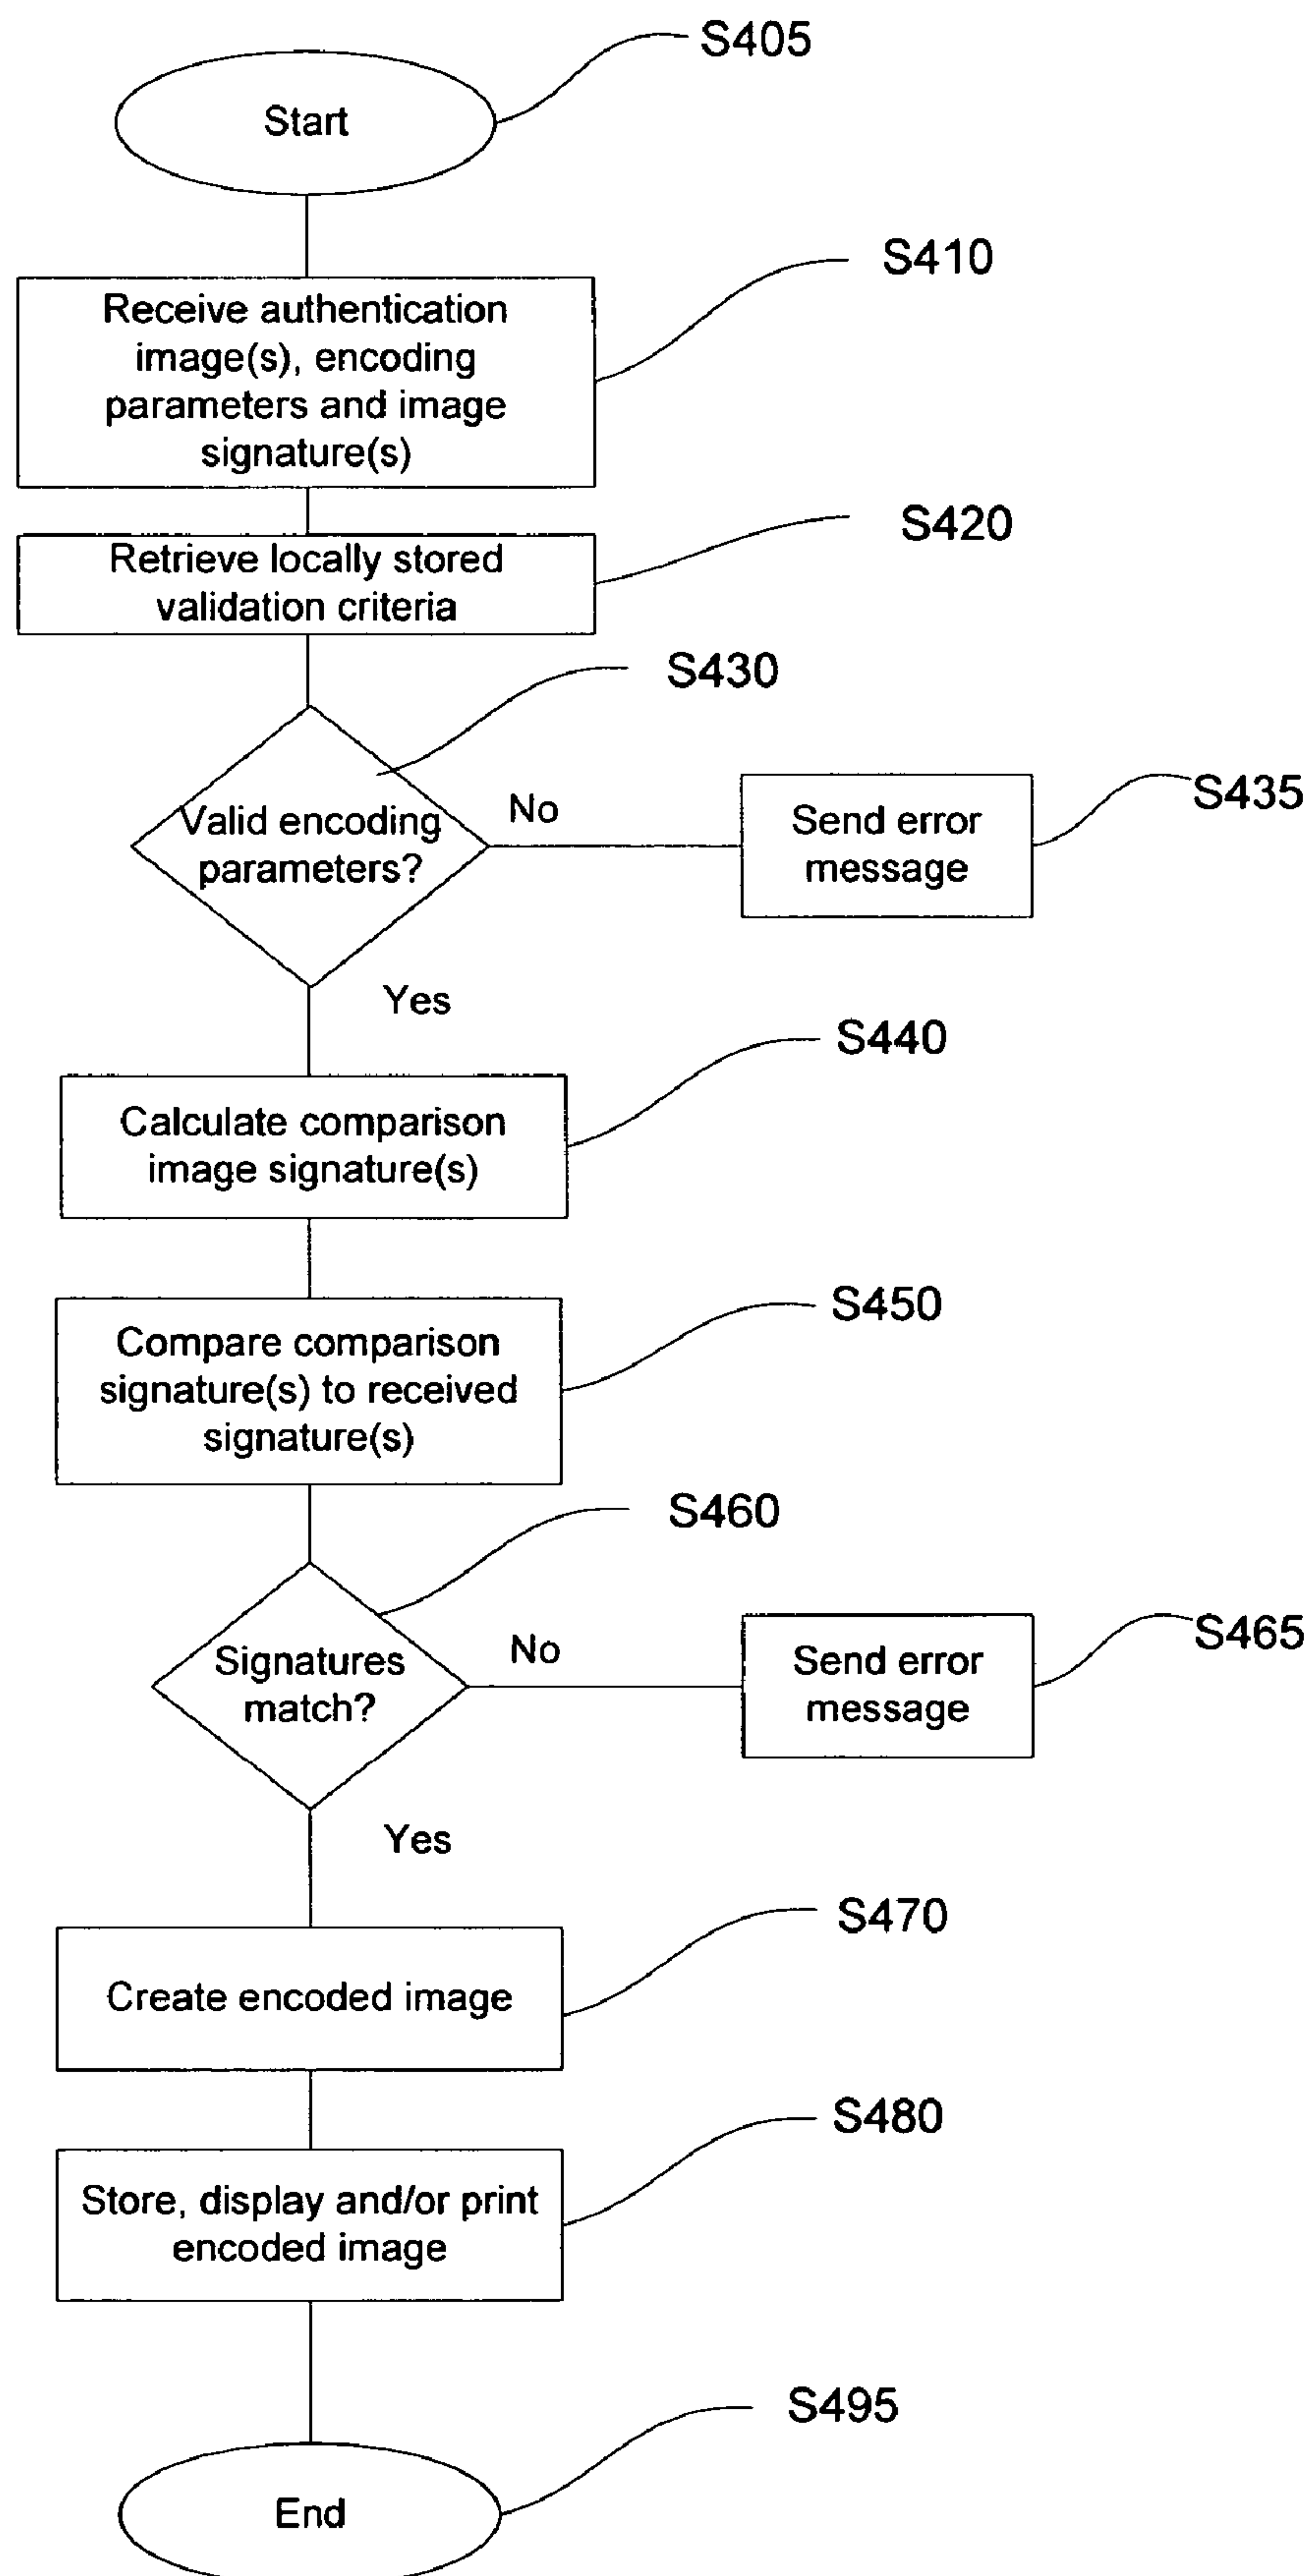 S405
Start
S410
Receive authentication
image(s), encoding
parameters and image
signature(s)
S420
Retrieve locally stored
validation criteria
S430
S435
Valid encoding
parameters?
No
Send error
message
Yes
S440
Calculate comparison
image signature(s)
S450
Compare comparison
signature(s) to received
signature(s)
S460
S465
Signatures
match?
No
Send error
message
Yes
S470
Create encoded image
S480
Store, display and/or print
encoded image
S495
End